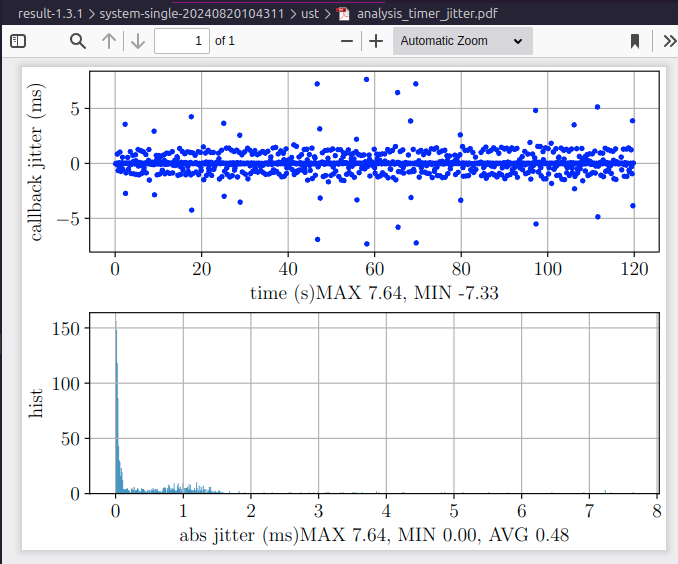 result-1.3.1 > system-single-20240820104311 > ust > analysis_timer_jitter.pdf
1 of 1 Automatic Zoom
callback jitter (ms)
5
0
−5
0 20 40 60 80 100 120
time (s)MAX 7.64, MIN -7.33
hist
150
100
50
0
0 1 2 3 4 5 6 7 8
abs jitter (ms)MAX 7.64, MIN 0.00, AVG 0.48